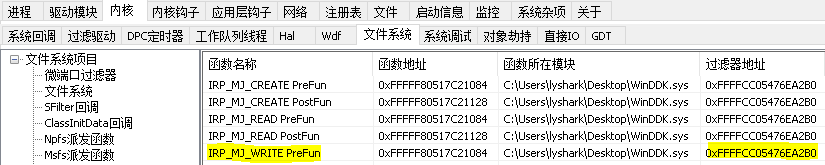 进程 驱动模块 内核 内核钩子 应用层钩子 网络 注册表 文件 启动信息 监控 系统杂项 关于
系统回调 过滤驱动 DPC定时器 工作队列线程 Hal Wdf 文件系统 系统调试 对象劫持 直接IO GDT
文件系统项目
微端口过滤器
文件系统
SFilter回调
ClassInitData回调
Npfs派发函数
Msfs派发函数
函数名称 函数地址 函数所在模块 过滤器地址
IRP_MJ_CREATE PreFun 0xFFFFF80517C21084 C:\Users\lyshark\Desktop\WinDDK.sys 0xFFFFCC05476EA2B0
IRP_MJ_CREATE PostFun 0xFFFFF80517C21128 C:\Users\lyshark\Desktop\WinDDK.sys 0xFFFFCC05476EA2B0
IRP_MJ_READ PreFun 0xFFFFF80517C21084 C:\Users\lyshark\Desktop\WinDDK.sys 0xFFFFCC05476EA2B0
IRP_MJ_READ PostFun 0xFFFFF80517C21128 C:\Users\lyshark\Desktop\WinDDK.sys 0xFFFFCC05476EA2B0
IRP_MJ_WRITE PreFun 0xFFFFF80517C21084 C:\Users\lyshark\Desktop\WinDDK.sys 0xFFFFCC05476EA2B0